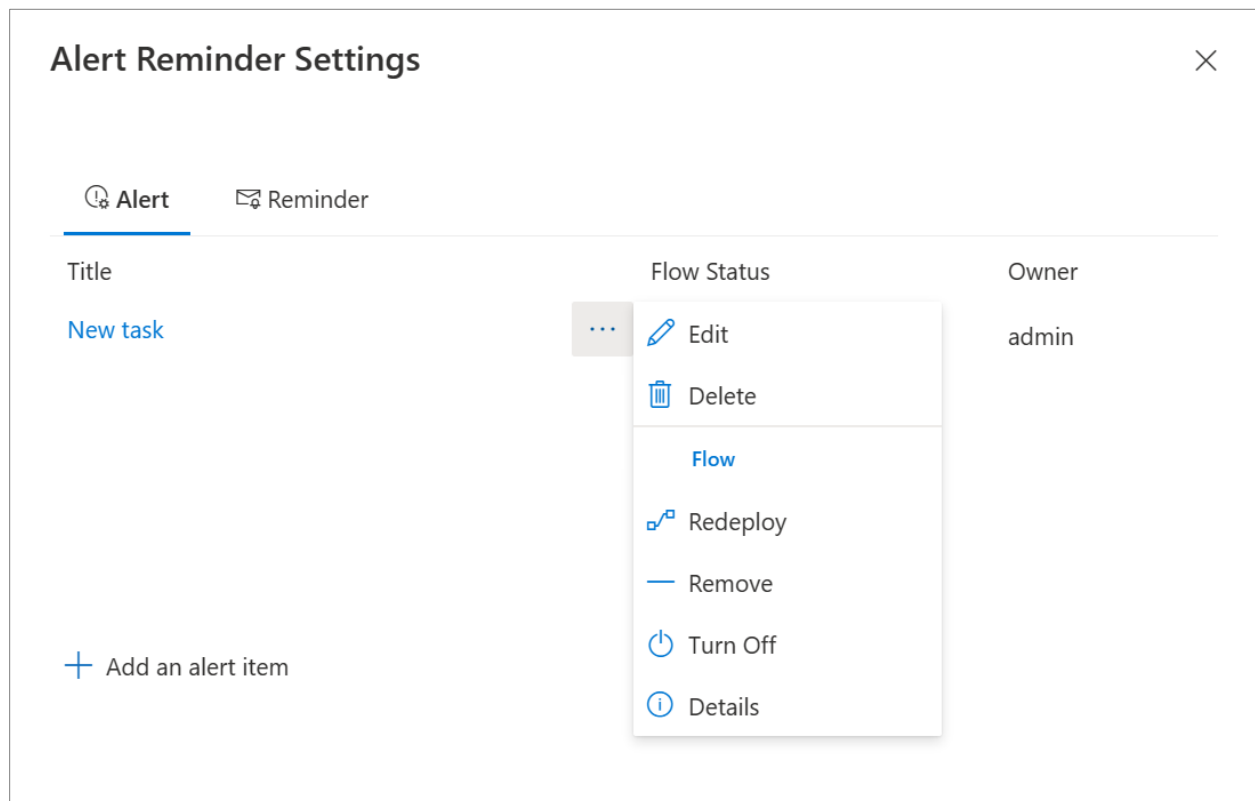 Alert Reminder Settings
Alert Reminder
Title Flow Status Owner
New task ... Edit admin
Delete
Flow
Redeploy
Remove
Turn Off
Add an alert item
Details